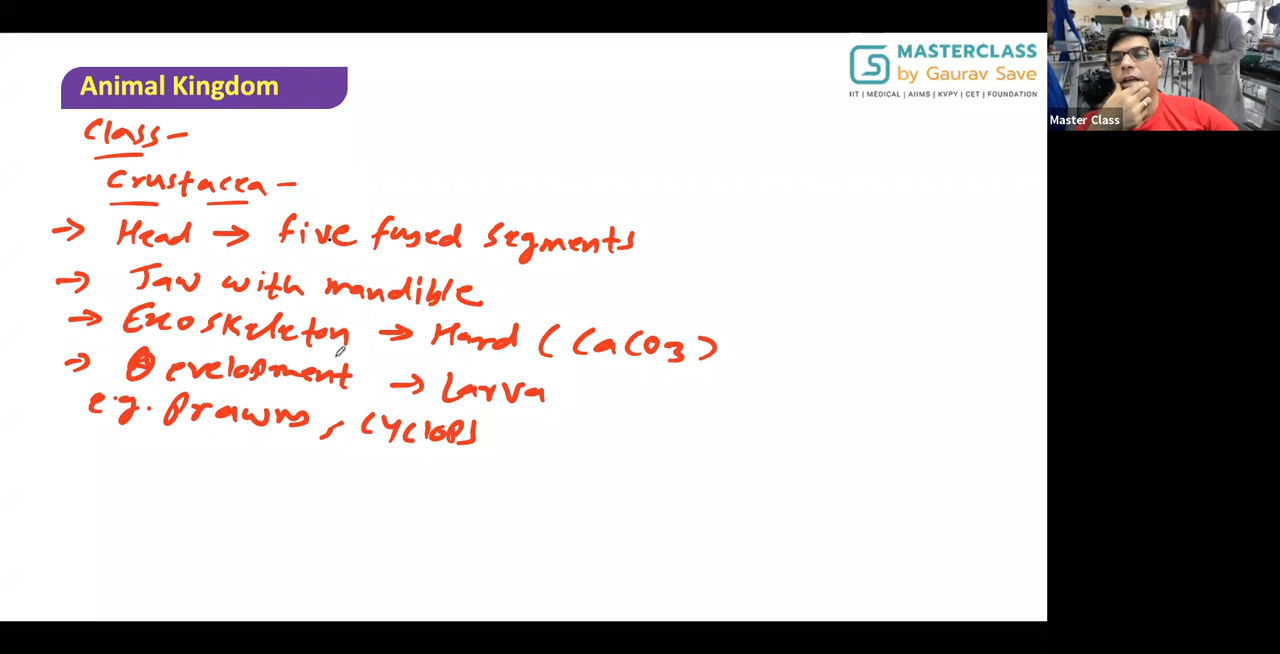 Animal Kingdom
MASTERCLASS
by Gaurav Save
IIT | MEDICAL | AIIMS | KVPY | CET | FOUNDATION
Master Class
Class -
Crustacea -
→ Head → five fused segments
→ Jaw with mandible
→ Exoskeleton → Hard (CaCO3)
→ Development → Larva
e.g. Prawns, Cyclops